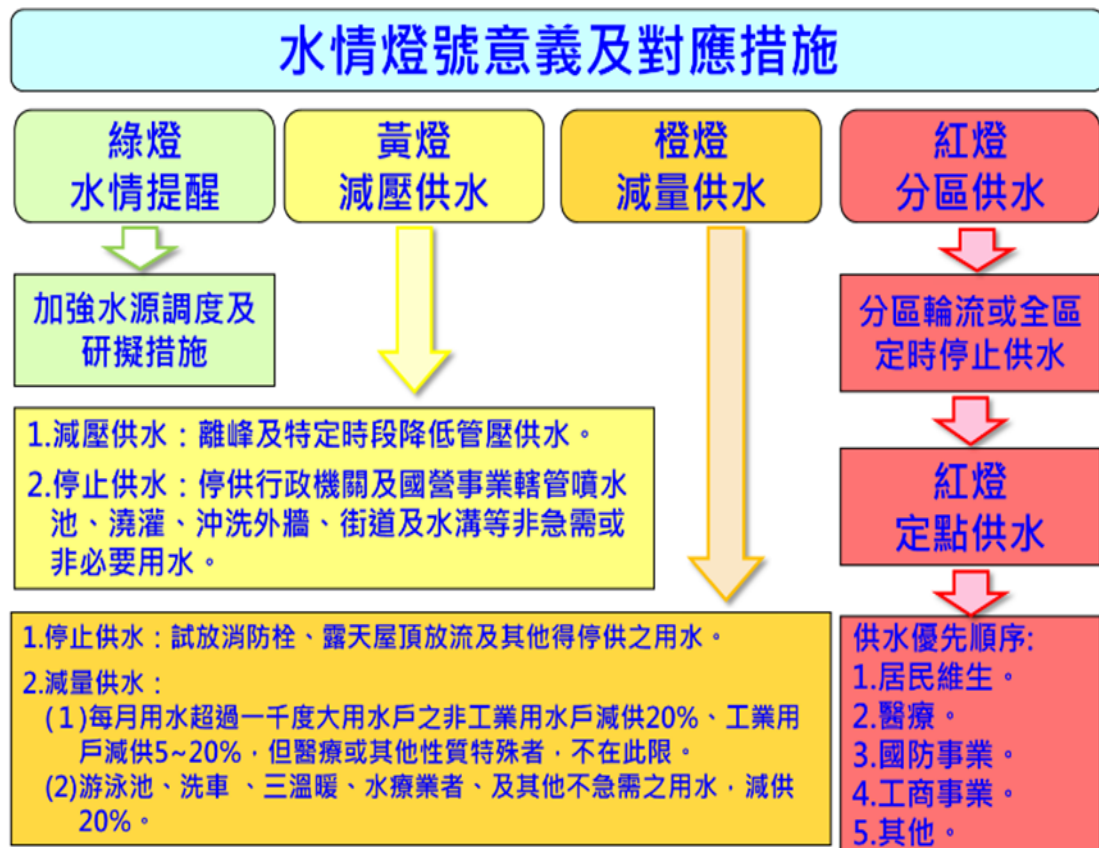 水情燈號意義及對應措施
綠燈
水情提醒
黃燈
減壓供水
橙燈
減量供水
紅燈
分區供水
加強水源調度及
研擬措施
分區輪流或全區
定時停止供水
1.減壓供水：離峰及特定時段降低管壓供水。
2.停止供水：停供行政機關及國營事業轄管噴水
池、澆灌、沖洗外牆、街道及水溝等非急需或
非必要用水。
紅燈
定點供水
1.停止供水：試放消防栓、露天屋頂放流及其他得停供之用水。
2.減量供水：
(1)每月用水超過一千度大用水戶之非工業用水戶減供20%、工業用
戶減供5~20%，但醫療或其他性質特殊者，不在此限。
(2)游泳池、洗車 、三溫暖、水療業者、及其他不急需之用水，減供
20%。
供水優先順序:
1.居民維生。
2.醫療。
3.國防事業。
4.工商事業。
5.其他。